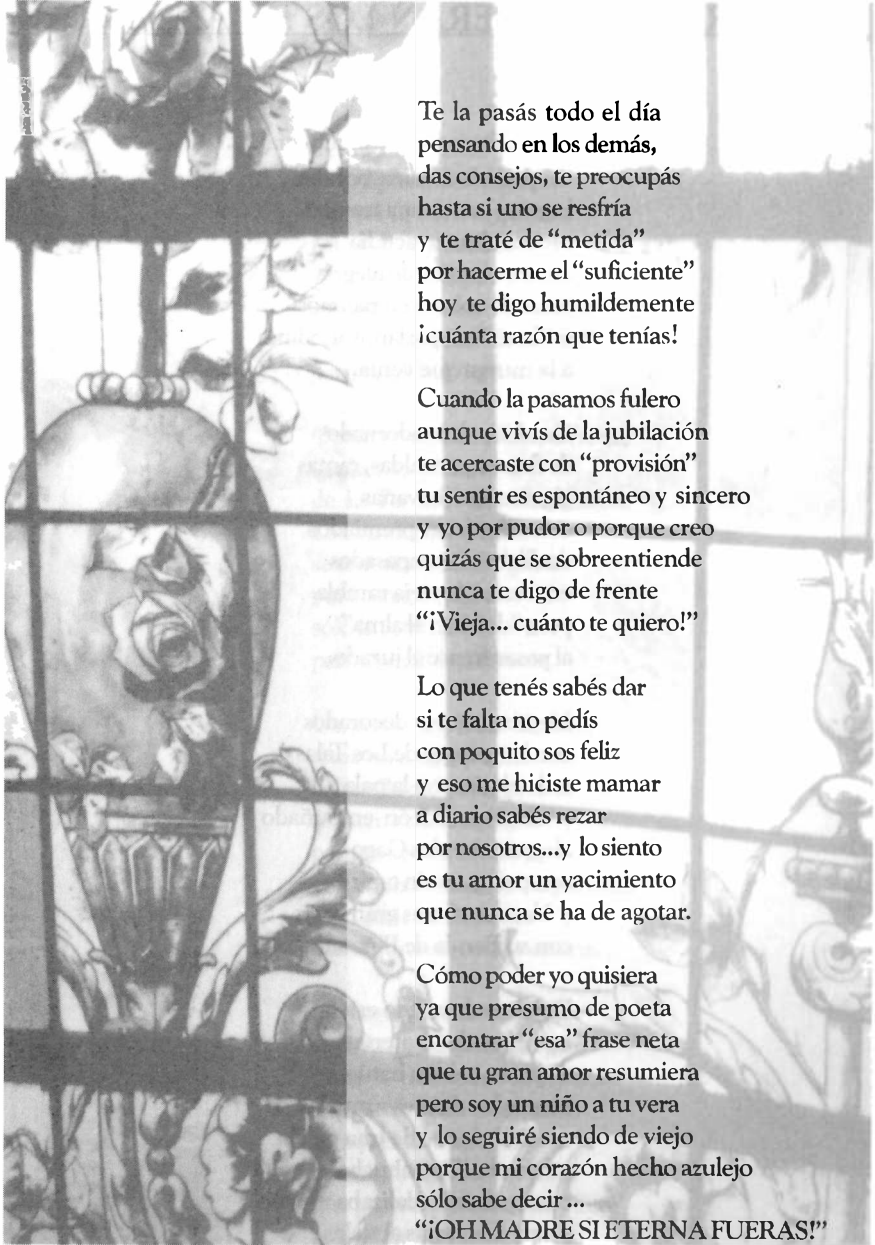 Te la pasás todo el día
pensando en los demás,
das consejos, te preocupás
hasta si uno se resfría
y te traté de “metida”
por hacerme el “suficiente”
hoy te digo humildemente
¡cuánta razón que tenías!

Cuando la pasamos fulero
aunque vivís de la jubilación
te acercaste con “provisión”
tu sentir es espontáneo y sincero
y yo por pudor o porque creo
quizás que se sobreentiende
nunca te digo de frente
“¡Vieja... cuánto te quiero!”

Lo que tenés sabés dar
si te falta no pedís
con poquito sos feliz
y eso me hiciste mamar
a diario sabés rezar
por nosotros...y lo siento
es tu amor un yacimiento
que nunca se ha de agotar.

Cómo poder yo quisiera
ya que presumo de poeta
encontrar “esa” frase neta
que tu gran amor resumiera
pero soy un niño a tu vera
y lo seguiré siendo de viejo
porque mi corazón hecho azulejo
sólo sabe decir ...
“¡OH MADRE SI ETERNA FUERAS!”